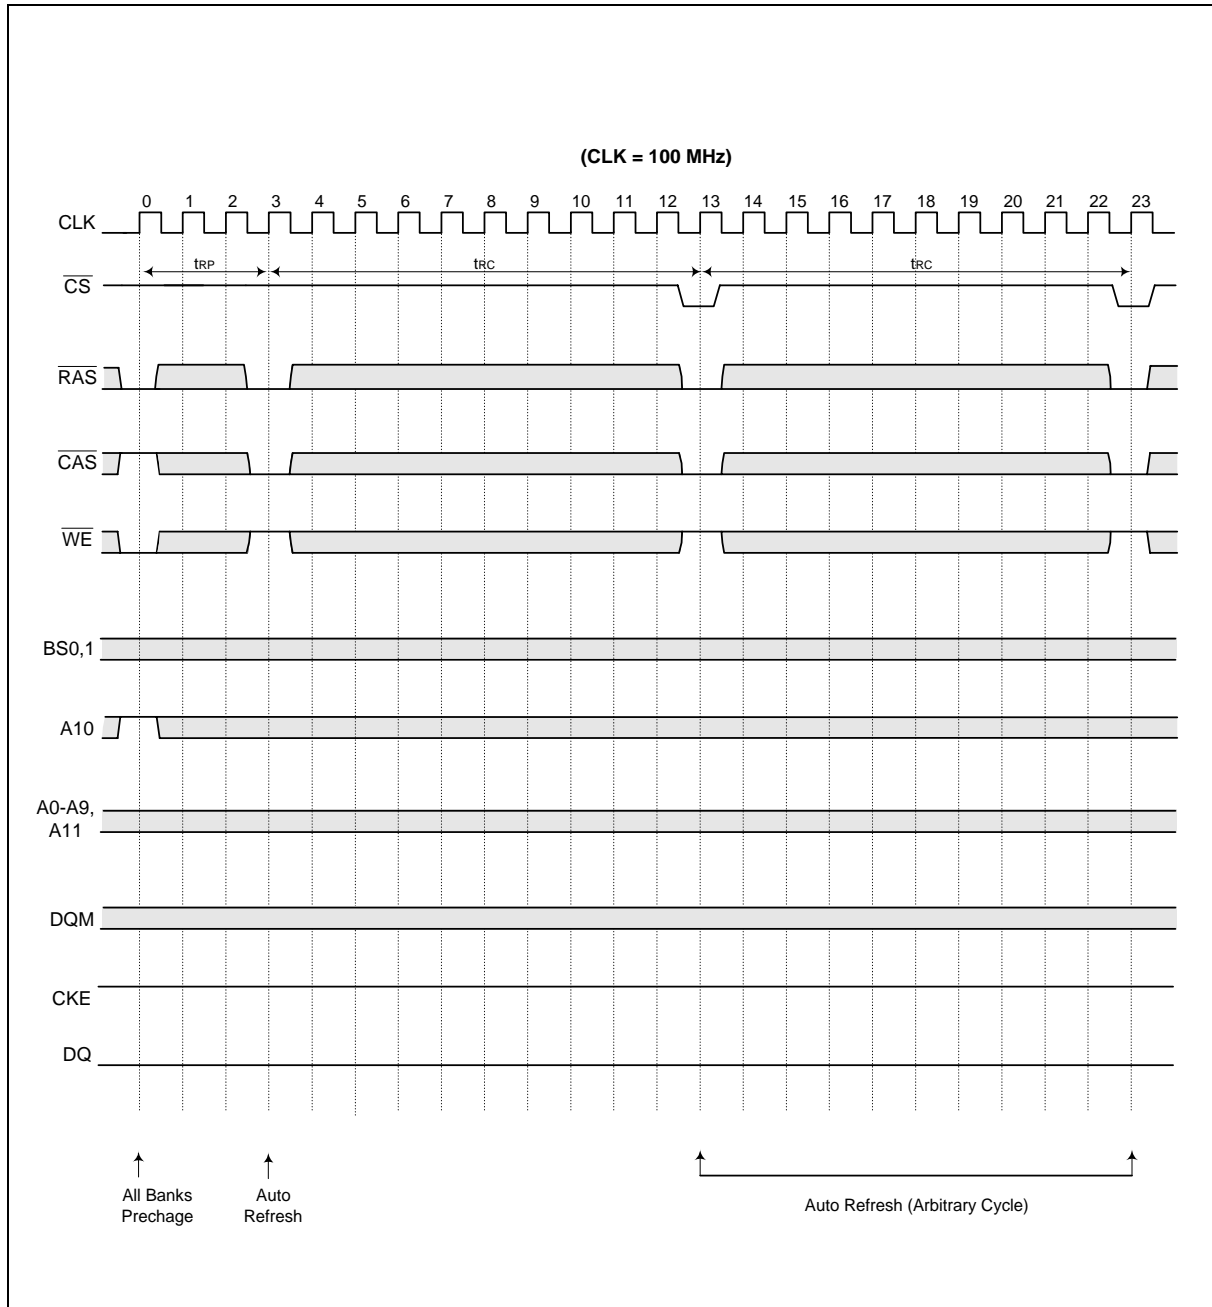 (CLK = 100 MHz)
0 1 2 3 4 5 6 7 8 9 10 11 12 13 14 15 16 17 18 19 20 21 22 23
CLK
tRP tRC tRC
CS
RAS
CAS
WE
BS0,1
A10
A0-A9,
A11
DQM
CKE
DQ
All Banks
Prechage
Auto
Refresh
Auto Refresh (Arbitrary Cycle)